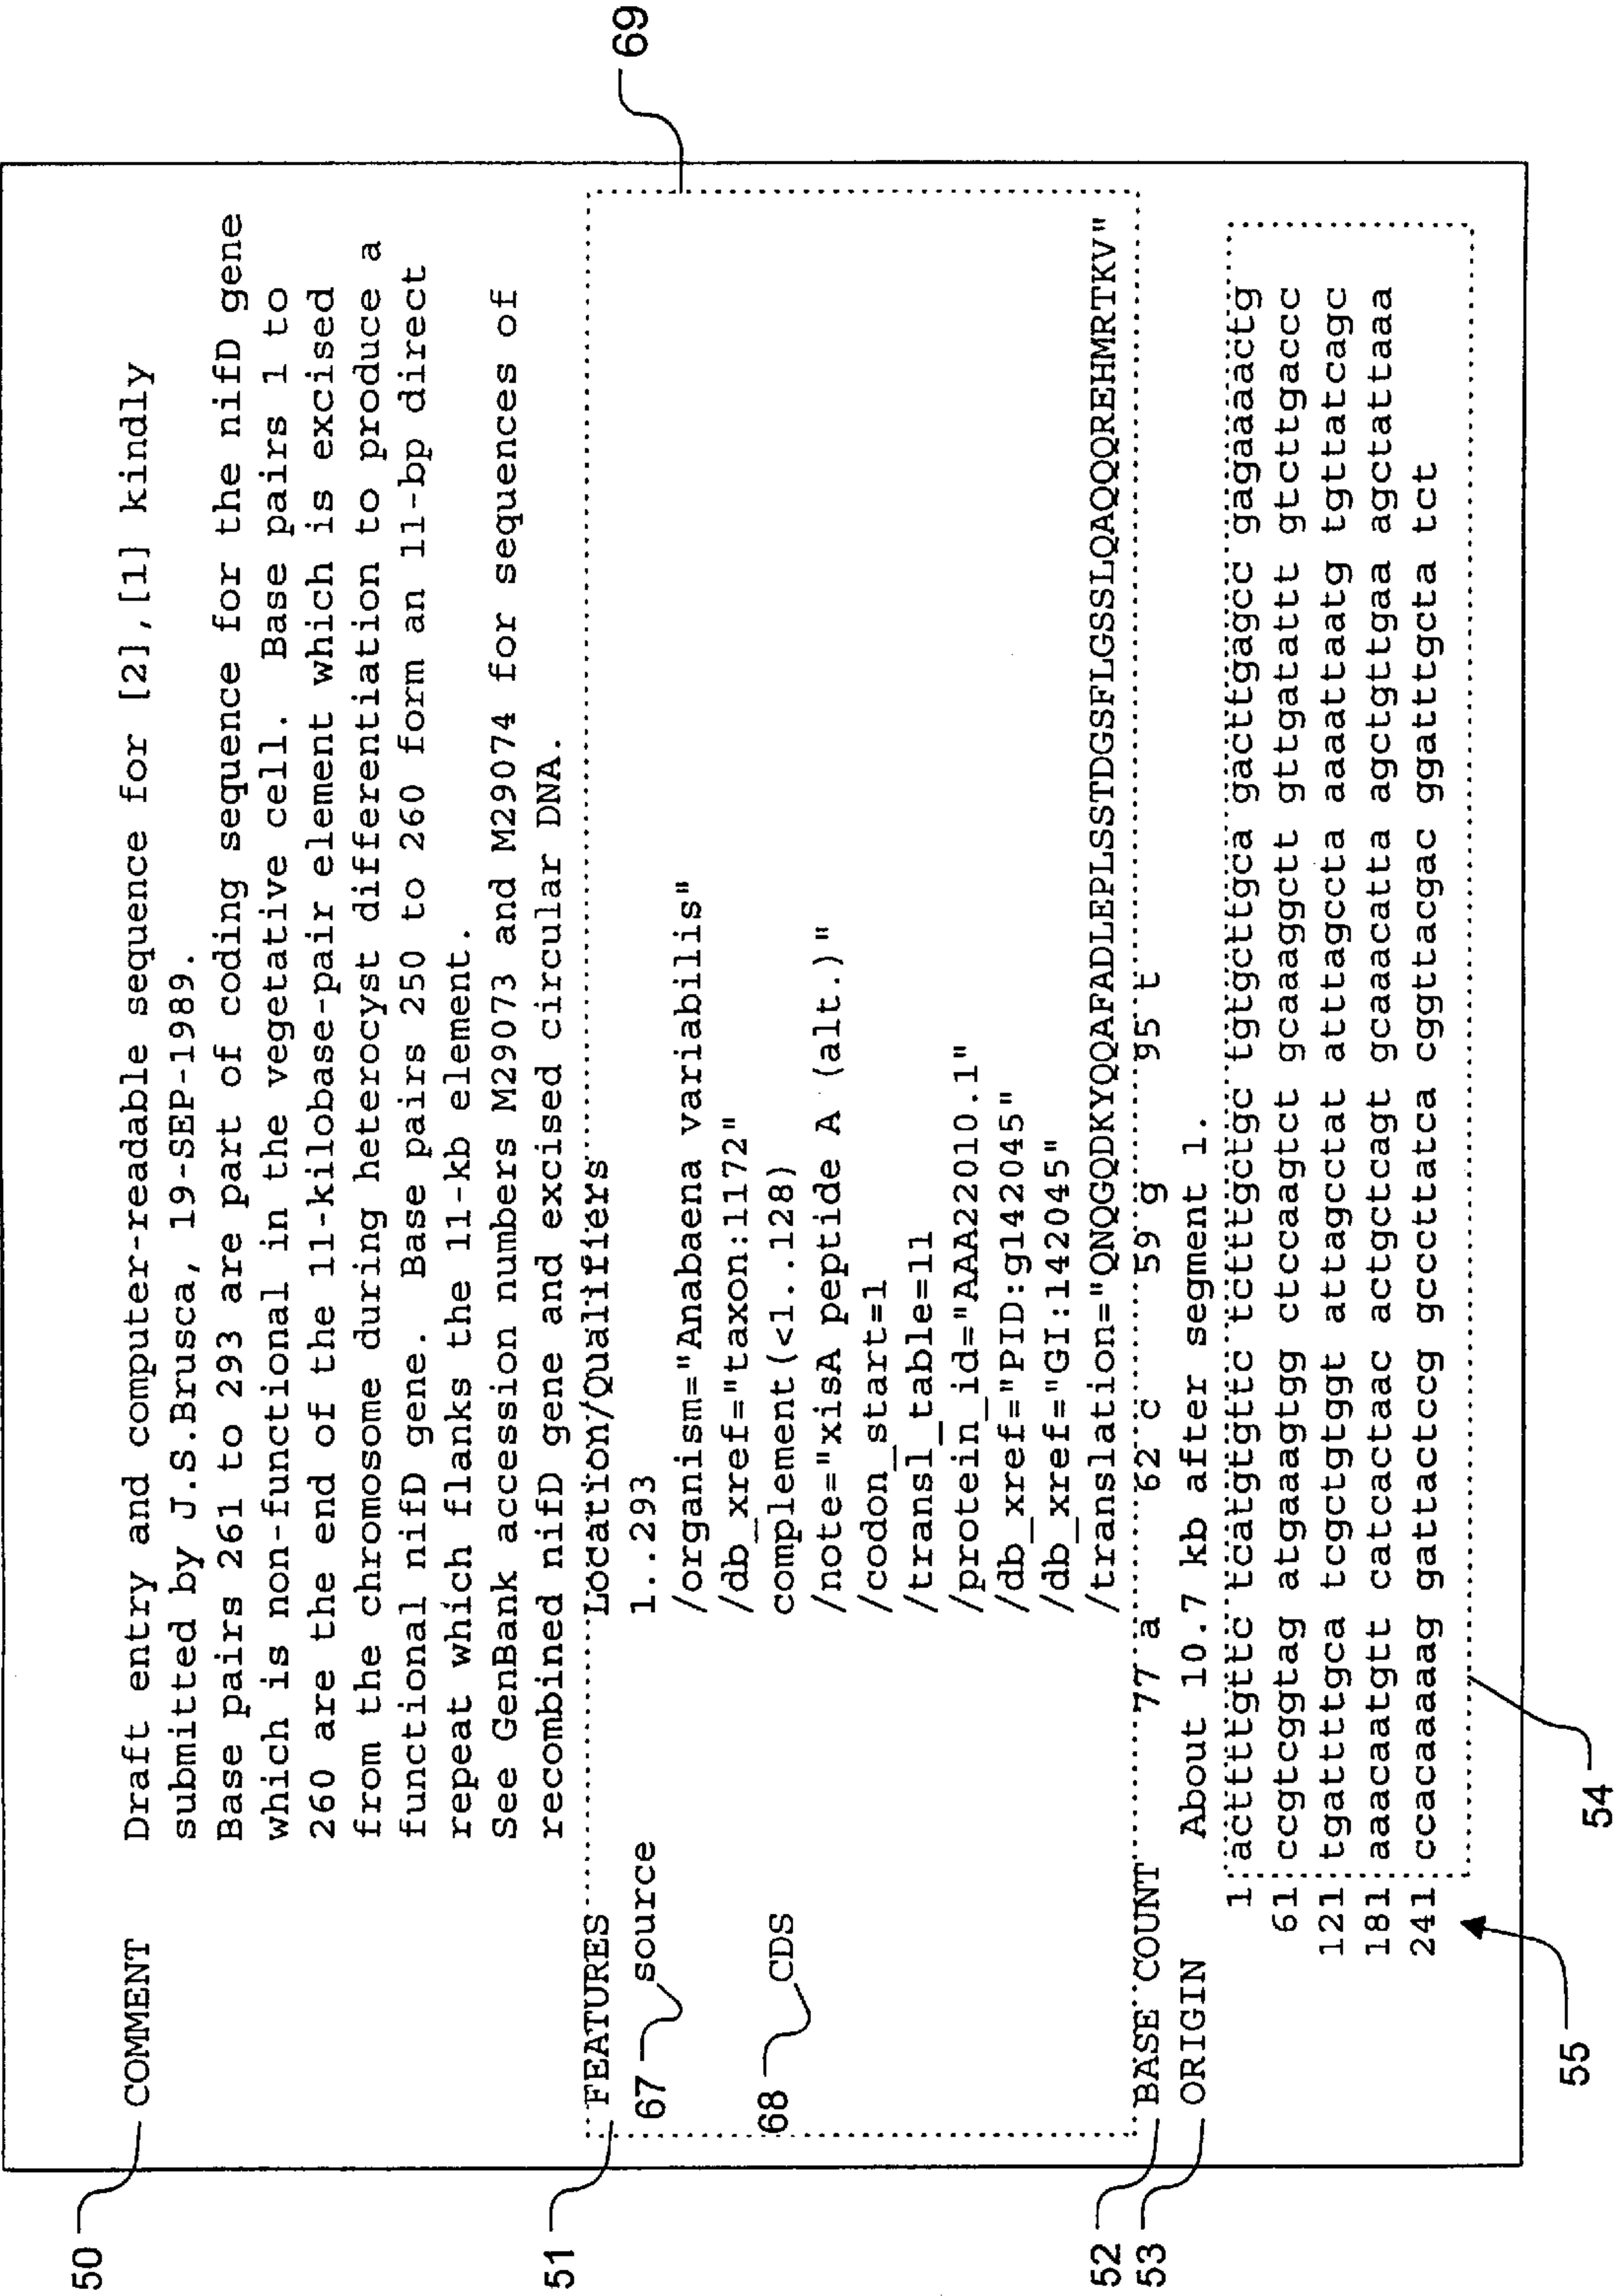 50 COMMENT Draft entry and computer-readable sequence for [2],[1] kindly
submitted by J.S.Brusca, 19-SEP-1989.
Base pairs 261 to 293 are part of coding sequence for the nifD gene
which is non-functional in the vegetative cell. Base pairs 1 to
260 are the end of the 11-kilobase-pair element which is excised
from the chromosome during heterocyst differentiation to produce a
functional nifD gene. Base pairs 250 to 260 form an 11-bp direct
repeat which flanks the 11-kb element.
See GenBank accession numbers M29073 and M29074 for sequences of
recombined nifD gene and excised circular DNA.
51 FEATURES Location/Qualifiers
67 source 1..293
69
/organism="Anabaena variabilis"
/db_xref="taxon:1172"
68 CDS complement(<1..128)
/note="xisA peptide A (alt.)"
/codon_start=1
/transl_table=11
/protein_id="AAA22010.1"
/db_xref="PID:g142045"
/db_xref="GI:142045"
/translation="QNQGQDKYQQAFADLEPLSSTDGSFLGSSLQAQQQREHMRTKV"
52 BASE COUNT 77 a 62 c 59 g 95 t
53 ORIGIN About 10.7 kb after segment 1.
1 acttttgttc tcatgtgttc tcttttgctgc tgtgcttgca gacttgagcc gagaaaactg
61 ccgtcggtag atgaaagtgg ctccaagtct gcaaaggctt gttgatattt gtcttgaccc
121 tgattttgca tcgctgtggt attagcctat atttagccta aaaattaatg tgttatcagc
181 aaacaatgtt catcactaac actgctcagt gcaaacatta agctgttgaa agctattaaa
241 ccacaaaaag gattactccg gcccttatca cggttacgac ggatttgcta tct
54
55